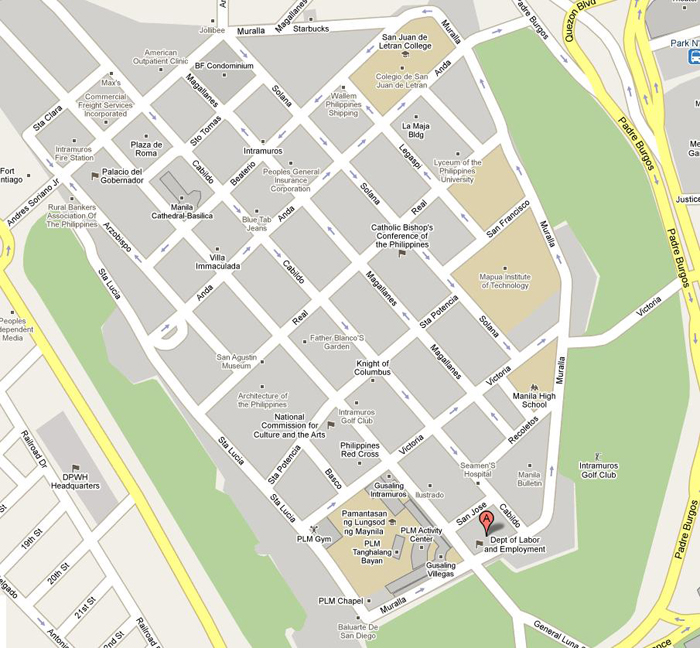 Jollibee
Muralla
Magallanes
Starbucks
Padre Burgos
Quezon Blvd
Park N
American
Outpatient Clinic
BF Condominium
San Juan de
Letran College
Muralla
Colegio de San
Juan de Letran
Anda
Max's
Commercial
Freight Services
Incorporated
Magallanes
Solana
Wallem
Philippines
Shipping
Sta Clara
Sto Tomas
La Maja
Bldg
Padre Burgos
Intramuros
Fire Station
Plaza de
Roma
Intramuros
Legaspi
Lyceum of the
Philippines
University
Fort
ntiago
Palacio del
Gobernador
Cabildo
Beaterio
Peoples General
Insurance
Corporation
Solana
Justice
Andres Soriano Jr
Rural Bankers
Association Of
The Philippines
Manila
Cathedral-Basilica
Blue Tab
Jeans
Anda
Real
San Francisco
Muralla
Arzobispo
Catholic Bishop's
Conference of
the Philippines
Padre Burgos
Villa
Immaculada
Sta Lucia
Anda
Cabildo
Magallanes
Mapua Institute
of Technology
Real
Sta Potencia
Solana
Victoria
Peoples
dependent
Media
Father Blanco'S
Garden
San Agustin
Museum
Knight of
Columbus
Magallanes
Victoria
Muralla
Architecture of
the Philippines
Manila High
School
National
Commission for
Culture and the Arts
Intramuros
Golf Club
Recoletos
Sta Lucia
Sta Potencia
Philippines
Red Cross
Victoria
Railroad Dr
DPWH
Headquarters
Basco
Gusaling
Intramuros
Seamen'S
Hospital
Manila
Bulletin
Intramuros
Golf Club
Ilustrado
Sta Lucia
Pamantasan
ng Lungsod
ng Maynila
San Jose
Cabildo
A
PLM Gym
PLM Activity
Center
Dept of Labor
and Employment
Padre Burgos
19th St
PLM
Tanghalang
Bayan
Gusaling
Villegas
20th St
21st St
PLM Chapel
Muralla
Baluarte De
San Diego
General Luna